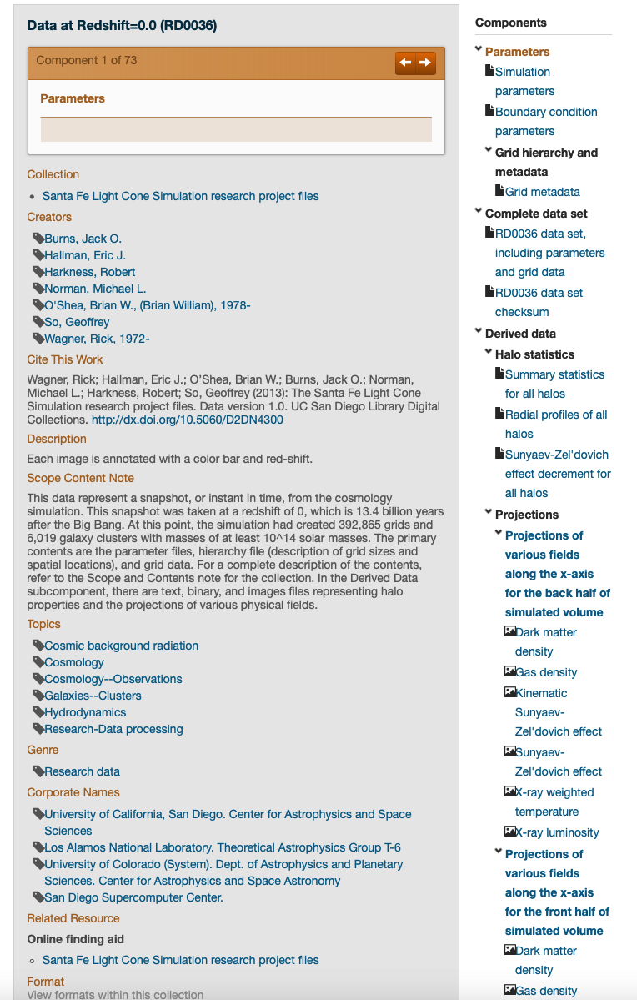 Data at Redshift=0.0 (RD0036)
Component 1 of 73
Parameters
Collection
Santa Fe Light Cone Simulation research project files
Creators
Burns, Jack O.
Hallman, Eric J.
Harkness, Robert
Norman, Michael L.
O'Shea, Brian W., (Brian William), 1978-
So, Geoffrey
Wagner, Rick, 1972-
Cite This Work
Wagner, Rick; Hallman, Eric J.; O'Shea, Brian W.; Burns, Jack O.; Norman,
Michael L.; Harkness, Robert; So, Geoffrey (2013): The Santa Fe Light Cone
Simulation research project files. Data version 1.0. UC San Diego Library Digital
Collections. http://dx.doi.org/10.5060/D2DN4300
Description
Each image is annotated with a color bar and red-shift.
Scope Content Note
This data represent a snapshot, or instant in time, from the cosmology
simulation. This snapshot was taken at a redshift of 0, which is 13.4 billion years
after the Big Bang. At this point, the simulation had created 392,865 grids and
6,019 galaxy clusters with masses of at least 10^14 solar masses. The primary
contents are the parameter files, hierarchy file (description of grid sizes and
spatial locations), and grid data. For a complete description of the contents,
refer to the Scope and Contents note for the collection. In the Derived Data
subcomponent, there are text, binary, and images files representing halo
properties and the projections of various physical fields.
Topics
Cosmic background radiation
Cosmology
Cosmology--Observations
Galaxies--Clusters
Hydrodynamics
Research-Data processing
Genre
Research data
Corporate Names
University of California, San Diego. Center for Astrophysics and Space
Sciences
Los Alamos National Laboratory. Theoretical Astrophysics Group T-6
University of Colorado (System). Dept. of Astrophysics and Planetary
Sciences. Center for Astrophysics and Space Astronomy
San Diego Supercomputer Center.
Related Resource
Online finding aid
Santa Fe Light Cone Simulation research project files
Format
View formats within this collection
Components
Parameters
Simulation
parameters
Boundary condition
parameters
Grid hierarchy and
metadata
Grid metadata
Complete data set
RD0036 data set,
including parameters
and grid data
RD0036 data set
checksum
Derived data
Halo statistics
Summary statistics
for all halos
Radial profiles of all
halos
Sunyaev-Zel'dovich
effect decrement for
all halos
Projections
Projections of
various fields
along the x-axis
for the back half of
simulated volume
Dark matter
density
Gas density
Kinematic
Sunyaev-
Zel'dovich effect
Sunyaev-
Zel'dovich effect
X-ray weighted
temperature
X-ray luminosity
Projections of
various fields
along the x-axis
for the front half of
simulated volume
Dark matter
density
Gas density